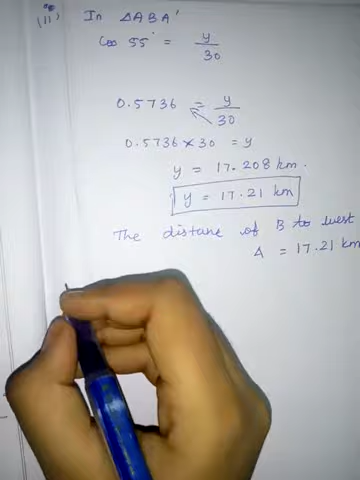 (ii) In ΔABA'
Cos 55° = y/30
0.5736 = y/30
0.5736 × 30 = y
y = 17.208 km.
y = 17.21 km
The distane of B to west
A = 17.21 km